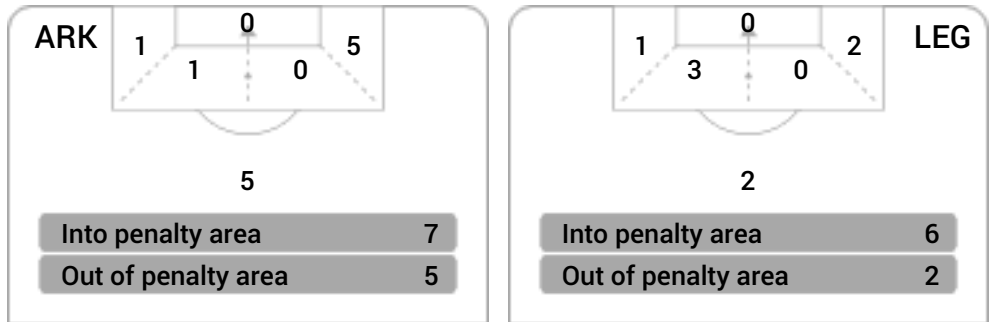 ARK
0
1
5
1
0
5
Into penalty area 7
Out of penalty area 5
LEG
0
1
2
3
0
2
Into penalty area 6
Out of penalty area 2